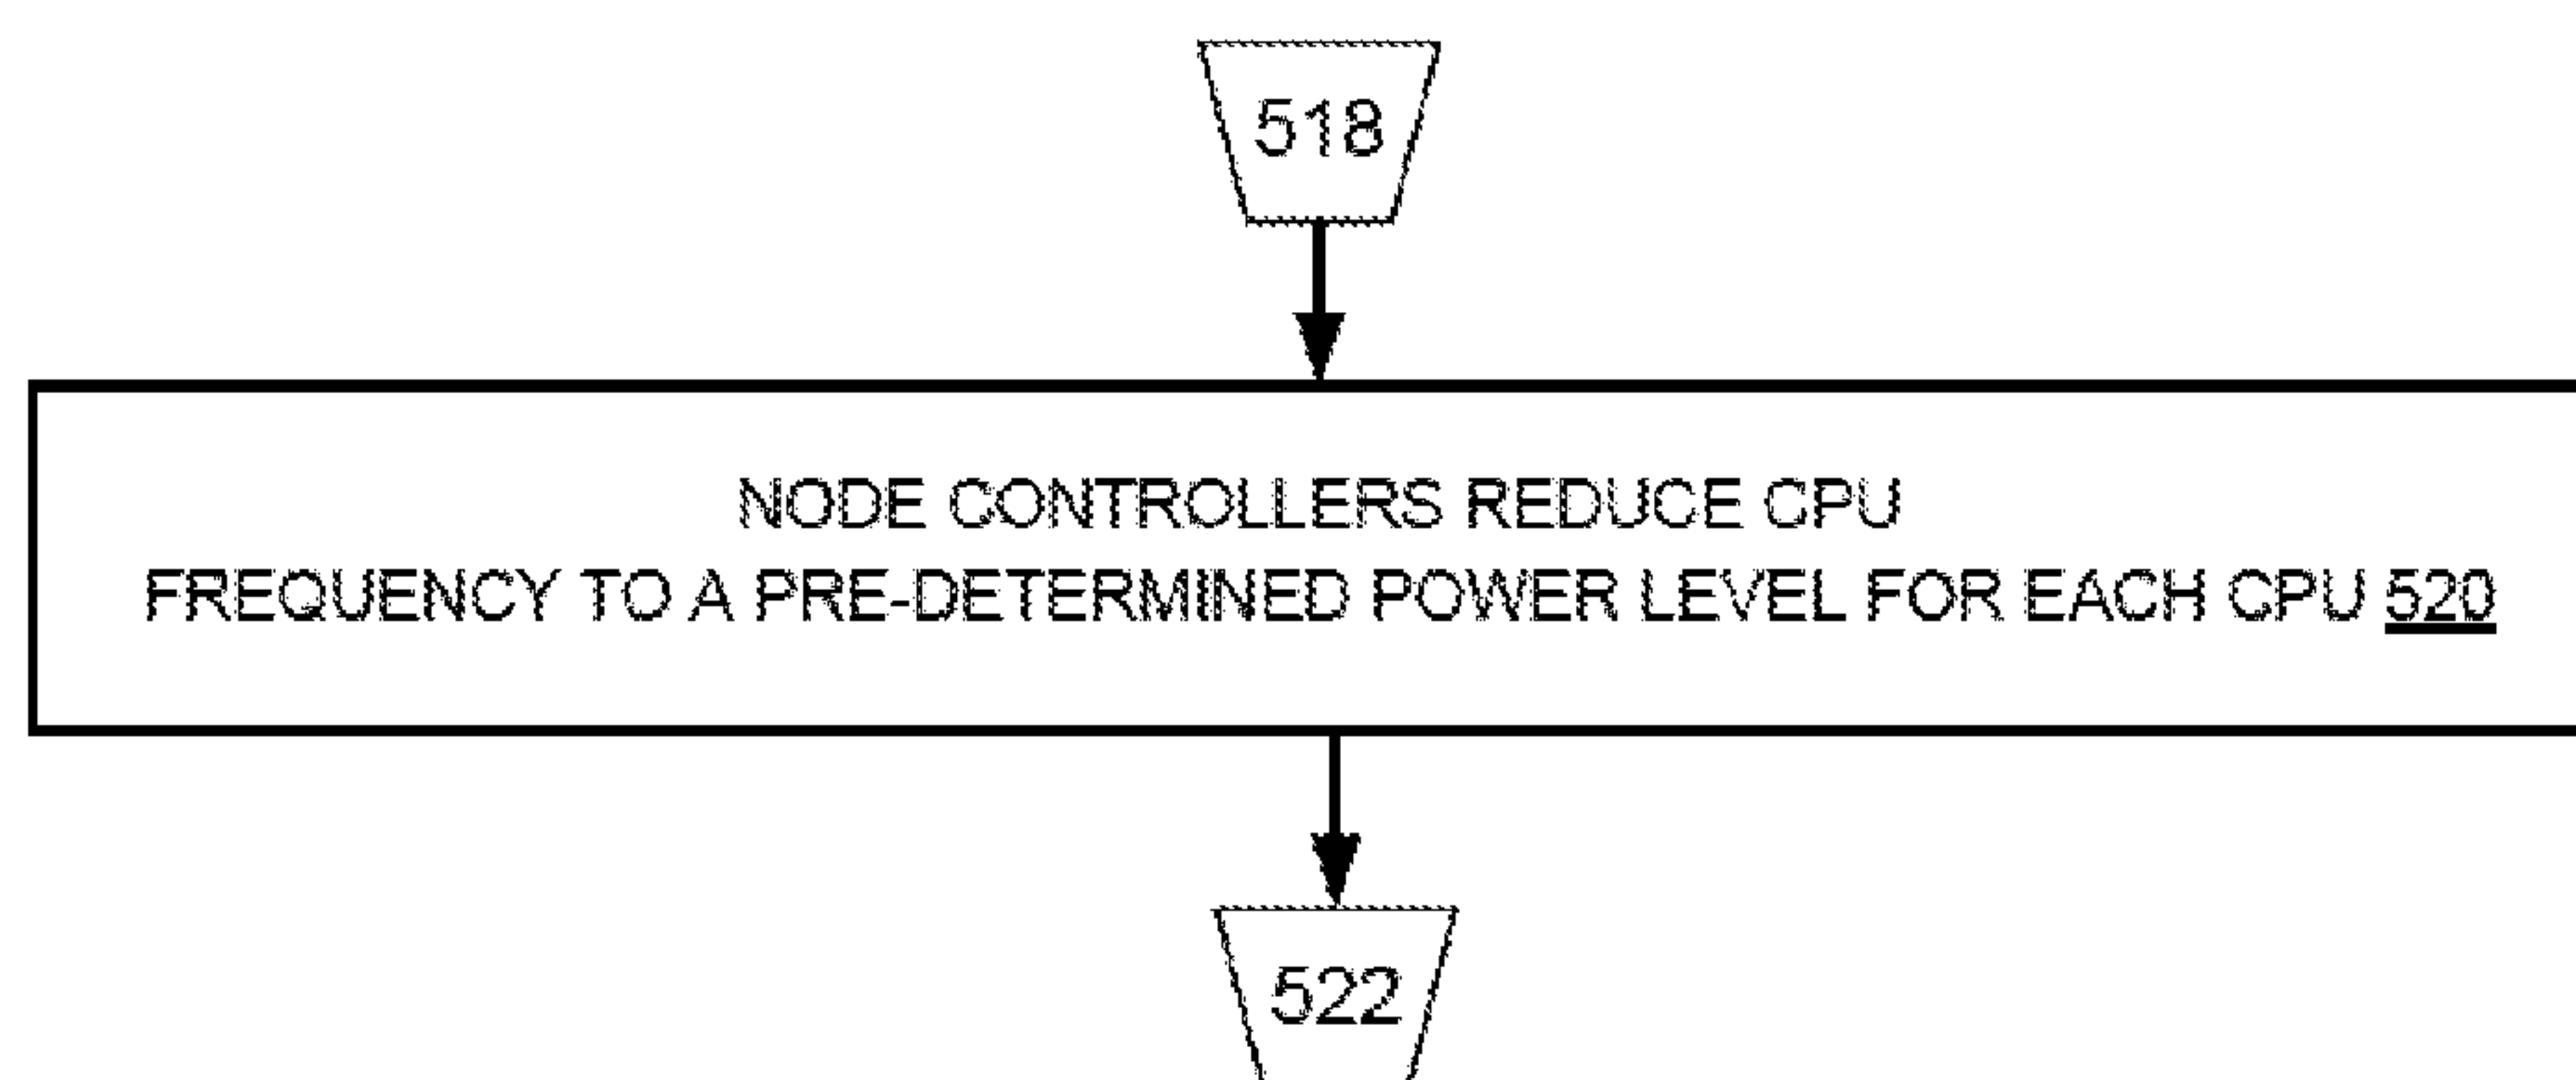 518
NODE CONTROLLERS REDUCE CPU
FREQUENCY TO A PRE-DETERMINED POWER LEVEL FOR EACH CPU 520
522